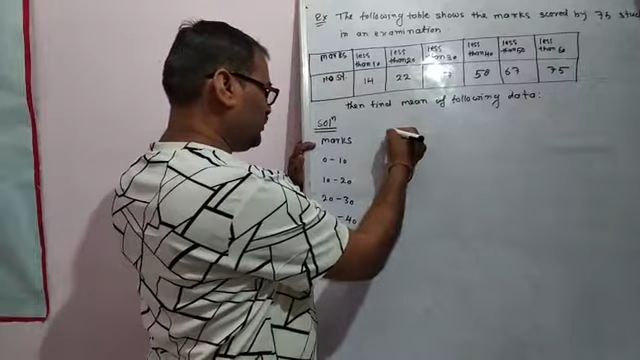 Ex The following table shows the marks scored by 75 stud
in an examination
marks less than 10 less than 20 less than 30 less than 40 less than 50 less than 60
no st 14 22 58 67 75
then find mean of following data:
Solⁿ
marks
0-10
10-20
20-30
-40